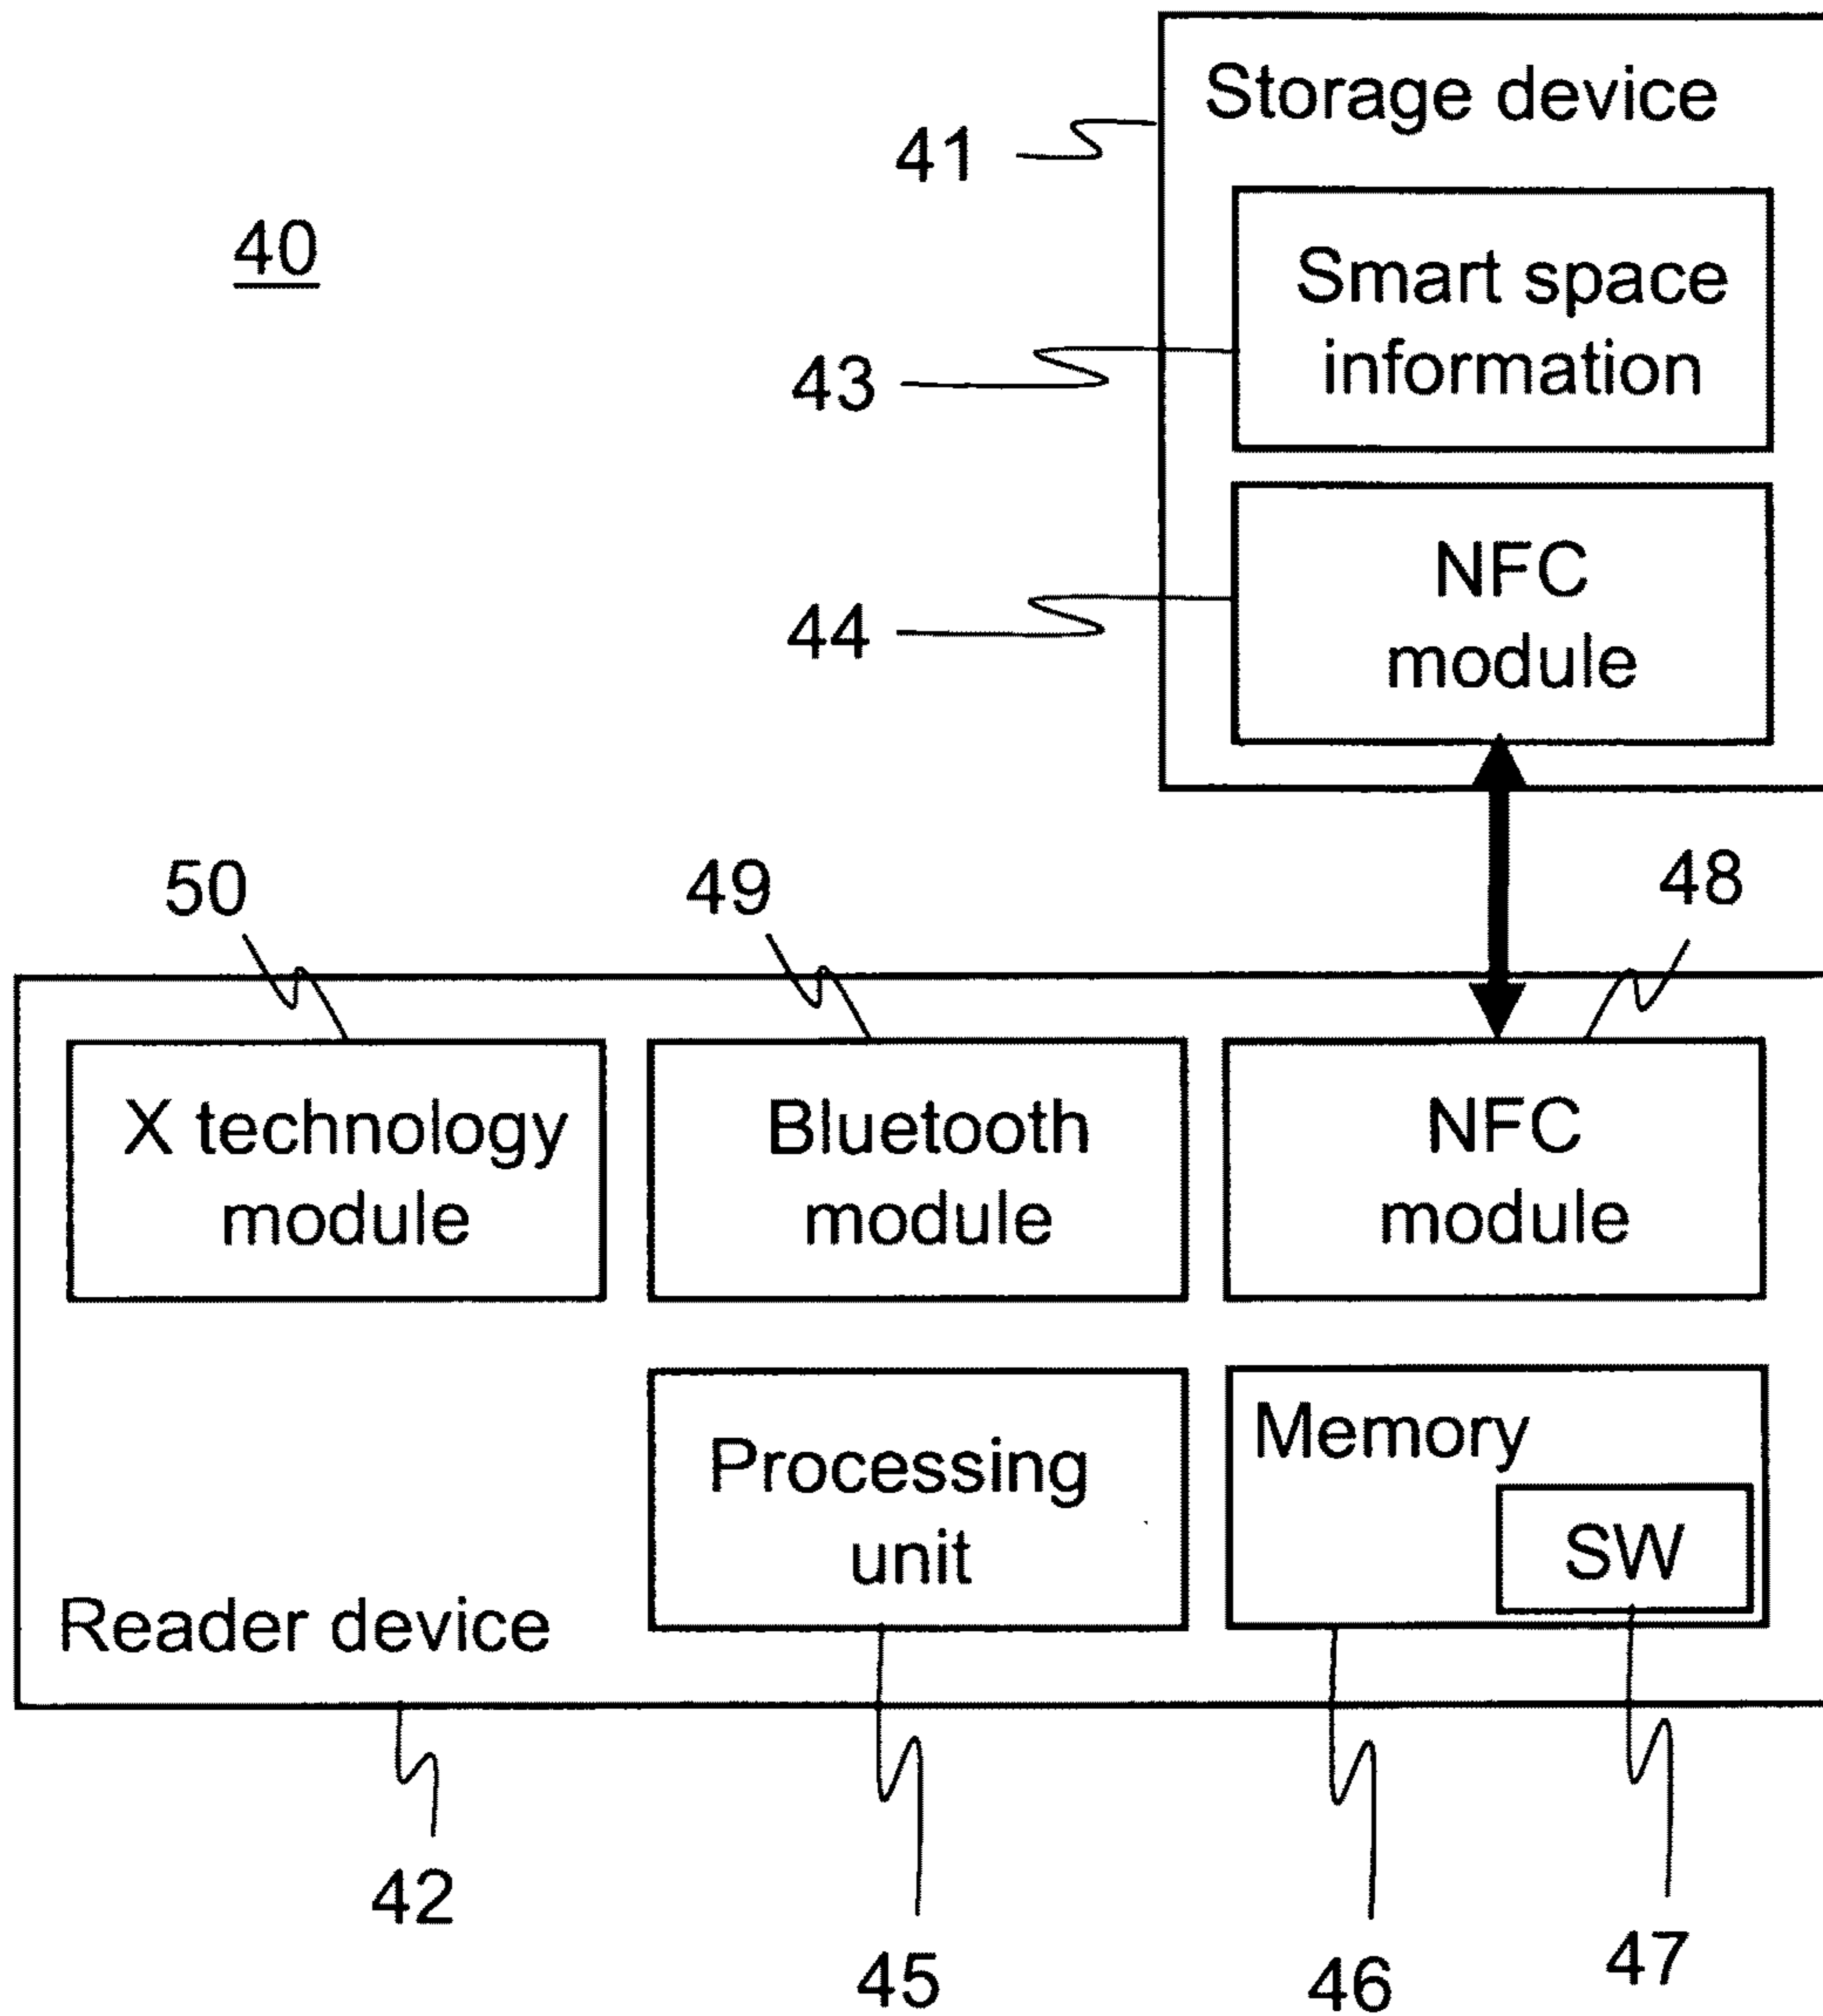 Storage device
41
40
Smart space
information
43
NFC
module
44
50
49
48
X technology
module
Bluetooth
module
NFC
module
Processing
unit
Memory
SW
Reader device
42
45
46
47